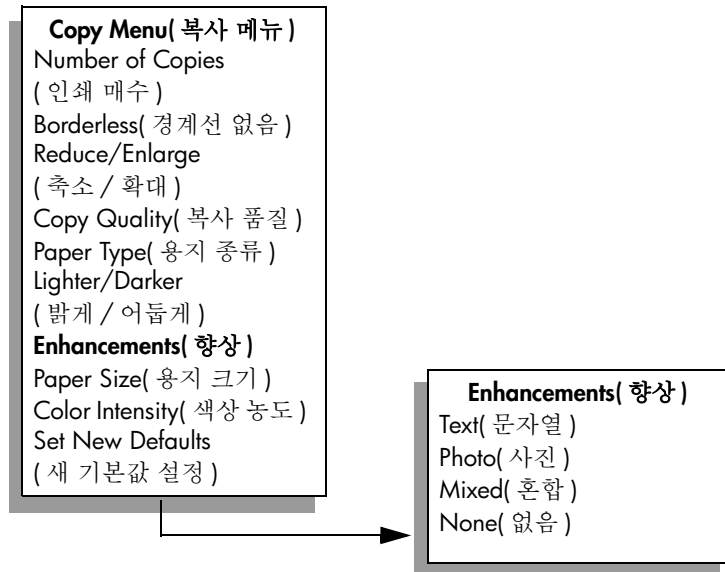 Copy Menu( 복사 메뉴 )
Number of Copies
( 인쇄 매수 )
Borderless( 경계선 없음 )
Reduce/Enlarge
( 축소 / 확대 )
Copy Quality( 복사 품질 )
Paper Type( 용지 종류 )
Lighter/Darker
( 밝게 / 어둡게 )
Enhancements( 향상 )
Paper Size( 용지 크기 )
Color Intensity( 색상 농도 )
Set New Defaults
( 새 기본값 설정 )
Enhancements( 향상 )
Text( 문자열 )
Photo( 사진 )
Mixed( 혼합 )
None( 없음 )